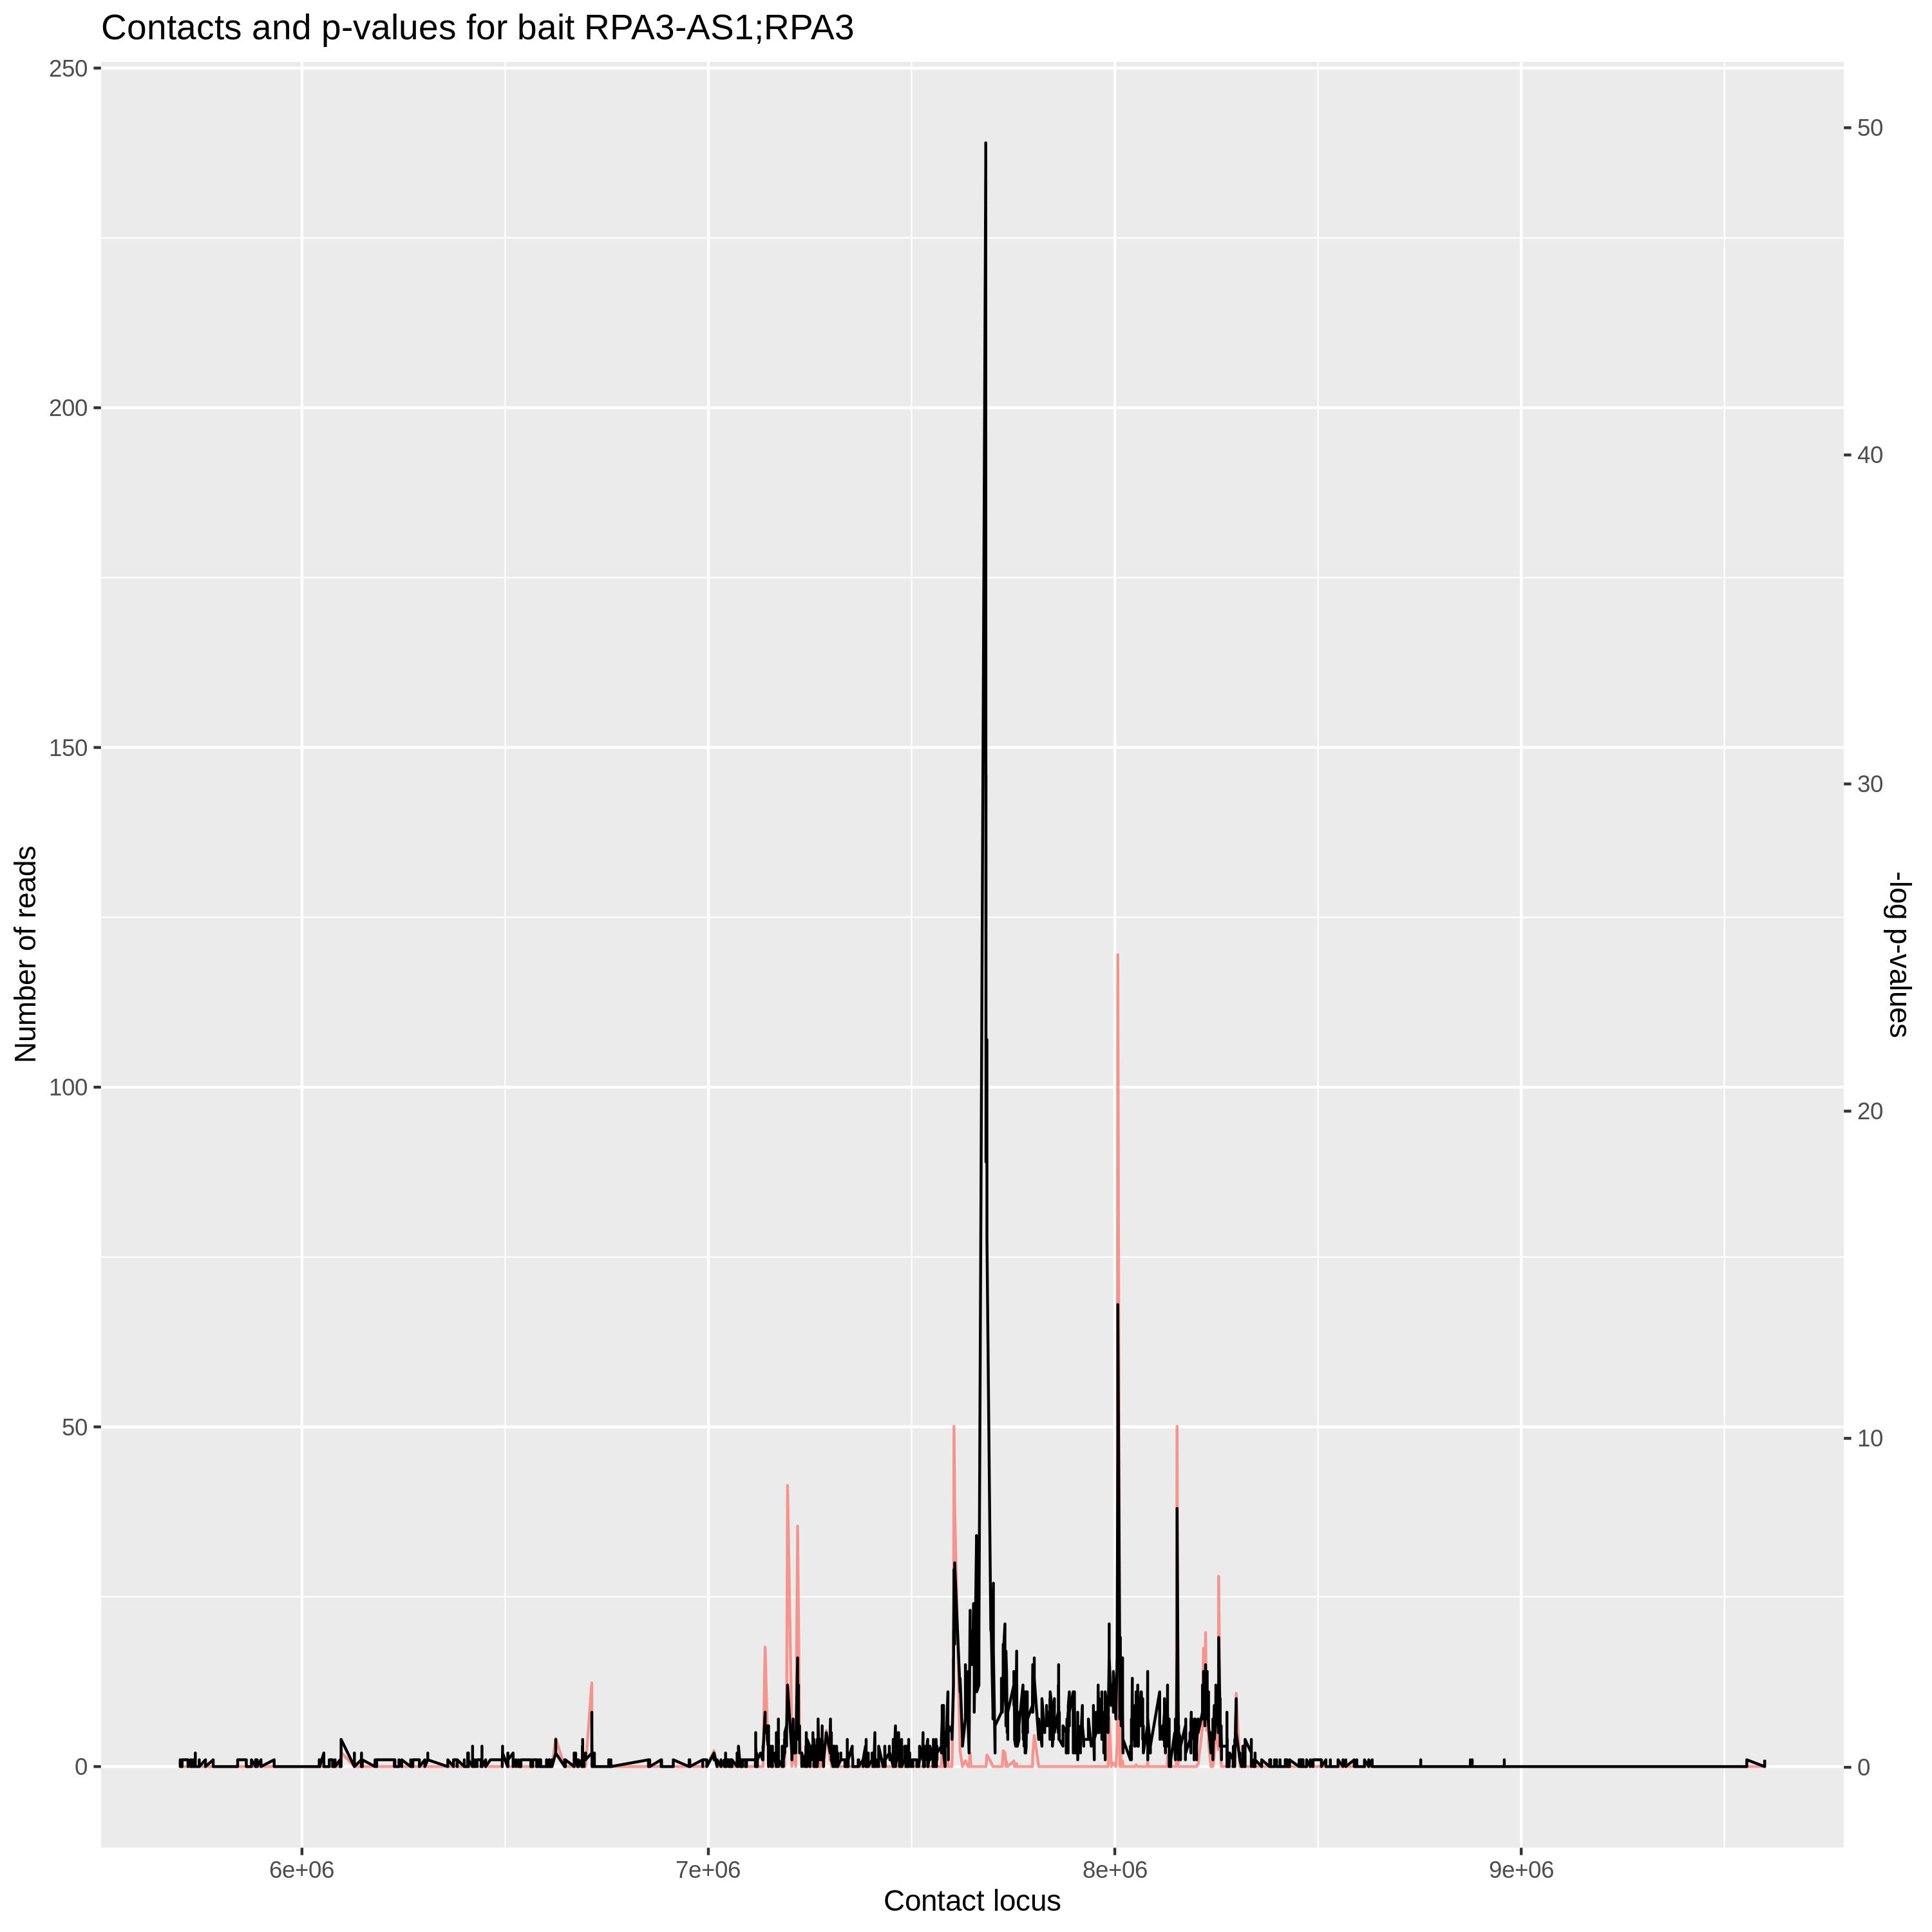 Contacts and p-values for bait RPA3-AS1;RPA3
250
200
150
100
50
0
Number of reads
50
40
30
20
10
0
-log p-values
6e+06
7e+06
8e+06
9e+06
Contact locus